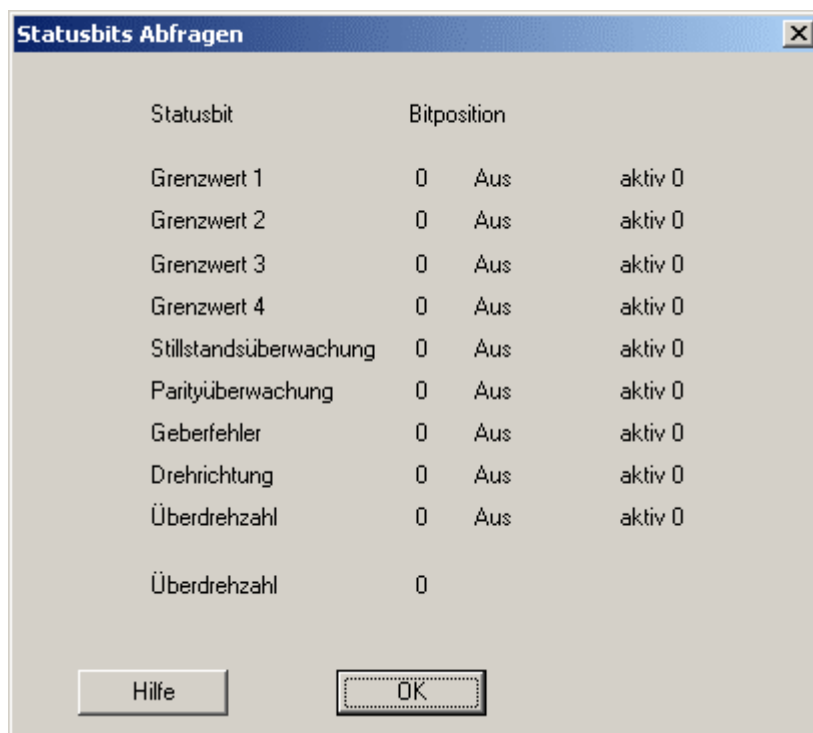 Statusbits Abfragen
Statusbit Bitposition
Grenzwert 1 0 Aus aktiv 0
Grenzwert 2 0 Aus aktiv 0
Grenzwert 3 0 Aus aktiv 0
Grenzwert 4 0 Aus aktiv 0
Stillstandsüberwachung 0 Aus aktiv 0
Parityüberwachung 0 Aus aktiv 0
Geberfehler 0 Aus aktiv 0
Drehrichtung 0 Aus aktiv 0
Überdrehzahl 0 Aus aktiv 0
Überdrehzahl 0
Hilfe OK